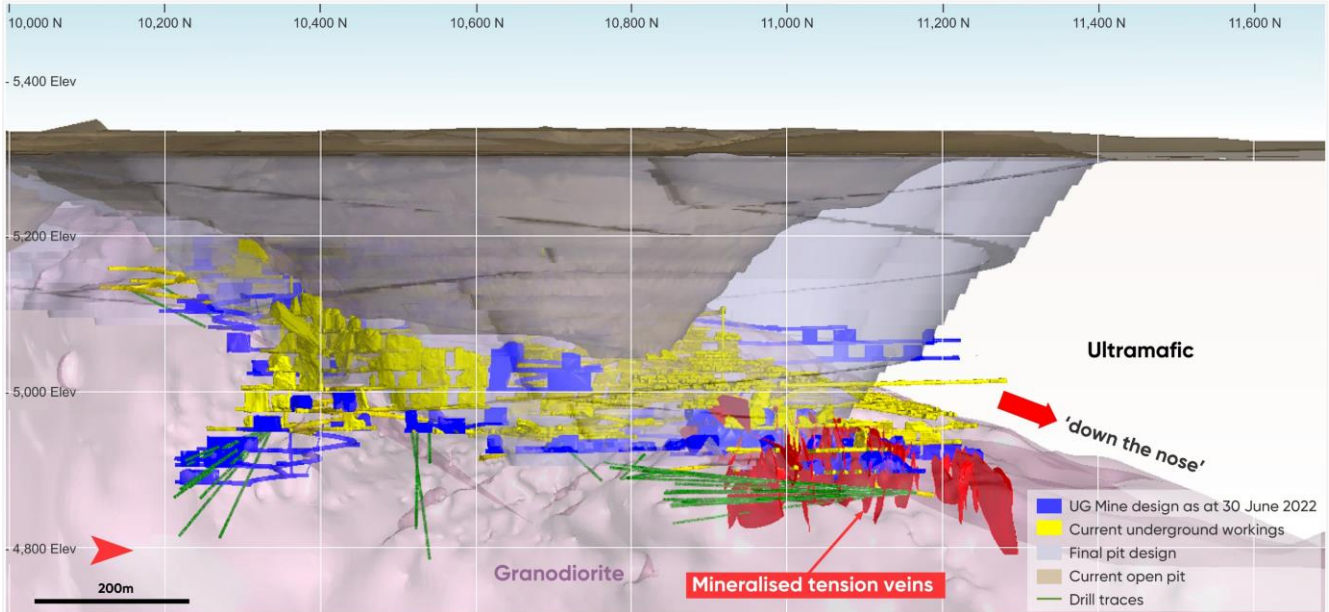 10,000 N
10,200 N
10,400 N
10,600 N
10,800 N
11,000 N
11,200 N
11,400 N
11,600 N
5,400 Elev
5,200 Elev
5,000 Elev
4,800 Elev
Ultramafic
'down the nose'
Granodiorite
Mineralised tension veins
200m
UG Mine design as at 30 June 2022
Current underground workings
Final pit design
Current open pit
Drill traces